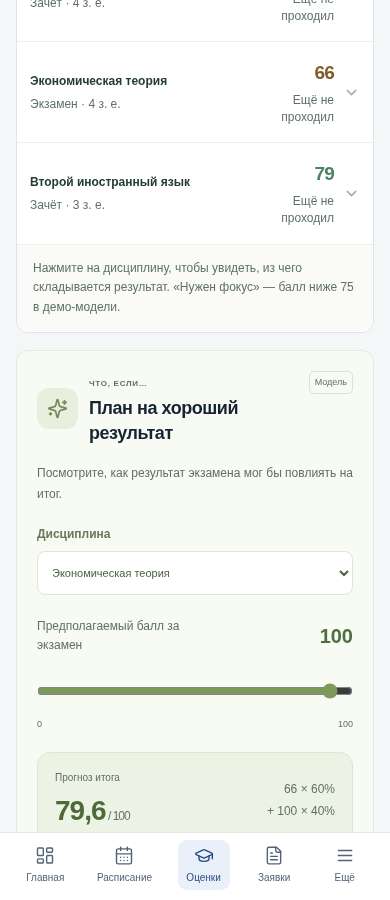 Зачёт · 4 з. е.
Ещё не
проходил
Экономическая теория
66
Экзамен · 4 з. е.
Ещё не
проходил
Второй иностранный язык
79
Зачёт · 3 з. е.
Ещё не
проходил
Нажмите на дисциплину, чтобы увидеть, из чего
складывается результат. «Нужен фокус» — балл ниже 75
в демо-модели.
ЧТО, ЕСЛИ…
Модель
План на хороший
результат
Посмотрите, как результат экзамена мог бы повлиять на
итог.
Дисциплина
Экономическая теория
Предполагаемый балл за
экзамен
100
0
100
Прогноз итога
79,6 / 100
66 × 60%
+ 100 × 40%
Главная
Расписание
Оценки
Заявки
Ещё